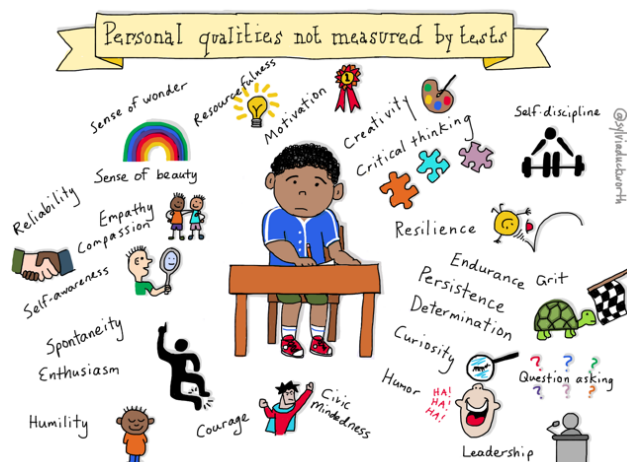 Personal qualities not measured by tests
Sense of wonder
Resourcefulness
Motivation
1
Creativity
Critical thinking
Self-discipline
@sylviaduckworth
Sense of beauty
Reliability
Empathy
Compassion
Resilience
Self-awareness
Endurance
Grit
Persistence
Determination
Spontaneity
Enthusiasm
Curiosity
? ? ?
Question asking
? ? ?
Humor
HA!
HA!
HA!
Humility
Courage
Civic
Mindedness
Leadership